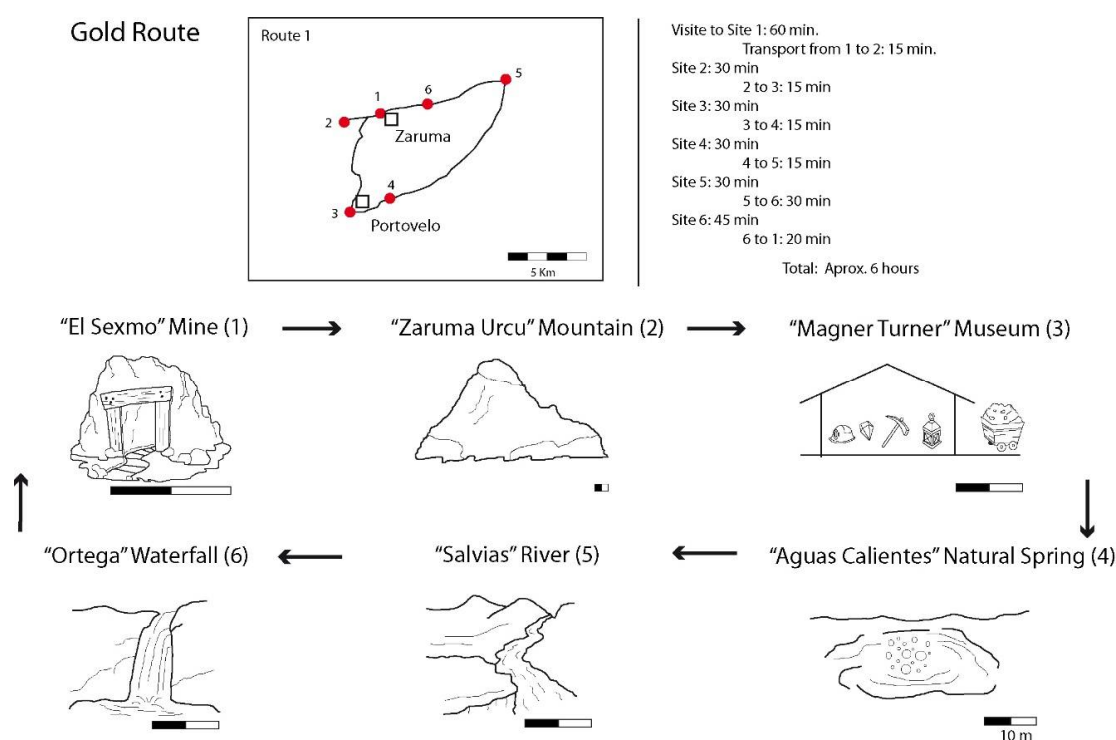 Gold Route
Route 1
1
2
3
4
5
6
Zaruma
Portovelo
5 Km
Visite to Site 1: 60 min.
Transport from 1 to 2: 15 min.
Site 2: 30 min
2 to 3: 15 min
Site 3: 30 min
3 to 4: 15 min
Site 4: 30 min
4 to 5: 15 min
Site 5: 30 min
5 to 6: 30 min
Site 6: 45 min
6 to 1: 20 min
Total: Aprox. 6 hours
“El Sexmo” Mine (1)
“Zaruma Urcu” Mountain (2)
“Magner Turner” Museum (3)
“Ortega” Waterfall (6)
“Salvias” River (5)
“Aguas Calientes” Natural Spring (4)
10 m